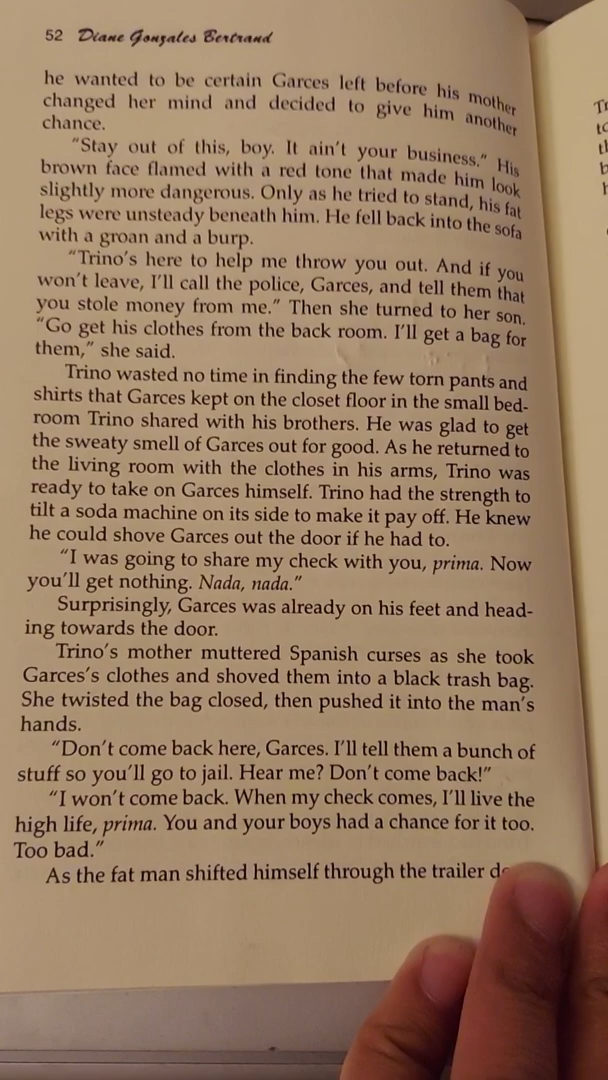 52 Diane Gonzales Bertrand
he wanted to be certain Garces left before his mother
changed her mind and decided to give him another
chance.
"Stay out of this, boy. It ain't your business." His
brown face flamed with a red tone that made him look
slightly more dangerous. Only as he tried to stand, his fat
legs were unsteady beneath him. He fell back into the sofa
with a groan and a burp.
"Trino's here to help me throw you out. And if you
won't leave, I'll call the police, Garces, and tell them that
you stole money from me." Then she turned to her son.
"Go get his clothes from the back room. I'll get a bag for
them," she said.
Trino wasted no time in finding the few torn pants and
shirts that Garces kept on the closet floor in the small bed-
room Trino shared with his brothers. He was glad to get
the sweaty smell of Garces out for good. As he returned to
the living room with the clothes in his arms, Trino was
ready to take on Garces himself. Trino had the strength to
tilt a soda machine on its side to make it pay off. He knew
he could shove Garces out the door if he had to.
"I was going to share my check with you, prima. Now
you'll get nothing. Nada, nada."
Surprisingly, Garces was already on his feet and head-
ing towards the door.
Trino's mother muttered Spanish curses as she took
Garces's clothes and shoved them into a black trash bag.
She twisted the bag closed, then pushed it into the man's
hands.
"Don't come back here, Garces. I'll tell them a bunch of
stuff so you'll go to jail. Hear me? Don't come back!"
"I won't come back. When my check comes, I'll live the
high life, prima. You and your boys had a chance for it too.
Too bad."
As the fat man shifted himself through the trailer